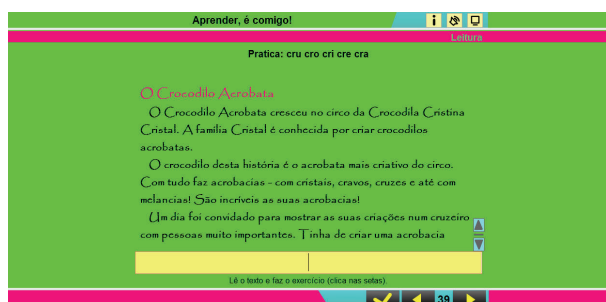 Aprender, é comigo!
i
Leitura
Pratica: cru cro cri cre cra
O Crocodilo Acrobata
O Crocodilo Acrobata cresceu no circo da Crocodila Cristina
Cristal. A família Cristal é conhecida por criar crocodilos
acrobatas.
O crocodilo desta história é o acrobata mais criativo do circo.
Com tudo faz acrobacias - com cristais, cravos, cruzes e até com
melancias! São incríveis as suas acrobacias!
Um dia foi convidado para mostrar as suas criações num cruzeiro
com pessoas muito importantes. Tinha de criar uma acrobacia
Lê o texto e faz o exercício (clica nas setas).
39